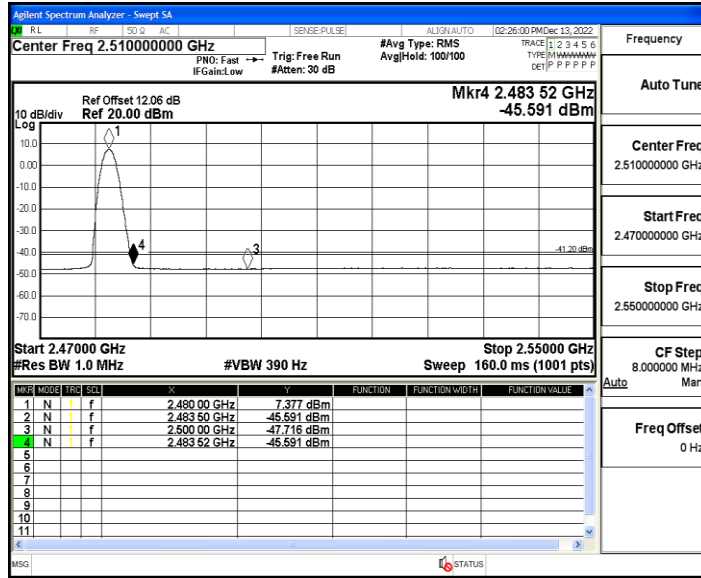 Agilent Spectrum Analyzer - Swept SA
RL RF 50 Ω AC SENSE:PULSE ALIGN AUTO 02:26:00 PM Dec 13, 2022
Center Freq 2.510000000 GHz
PNO: Fast
IFGain:Low
Trig: Free Run
#Atten: 30 dB
#Avg Type: RMS
Avg|Hold: 100/100
TRACE 1 2 3 4 5 6
TYPE
DET P P P P P P
Frequency
Auto Tune
Center Freq
2.510000000 GHz
Start Freq
2.470000000 GHz
Stop Freq
2.550000000 GHz
CF Step
8.000000 MHz
Auto Man
Freq Offset
0 Hz
Mkr4 2.483 52 GHz
-45.591 dBm
Ref Offset 12.06 dB
10 dB/div Ref 20.00 dBm
Log
10.0
0.00
-10.0
-20.0
-30.0
-40.0
-50.0
-60.0
-70.0
1
4
3
-41.20 dBm
Start 2.47000 GHz Stop 2.55000 GHz
#Res BW 1.0 MHz #VBW 390 Hz Sweep 160.0 ms (1001 pts)
MKR MODE TRC SCL X Y FUNCTION FUNCTION WIDTH FUNCTION VALUE
1 N 1 f 2.480 00 GHz 7.377 dBm
2 N 1 f 2.483 50 GHz -45.591 dBm
3 N 1 f 2.500 00 GHz -47.716 dBm
4 N 1 f 2.483 52 GHz -45.591 dBm
5
6
7
8
9
10
11
MSG STATUS